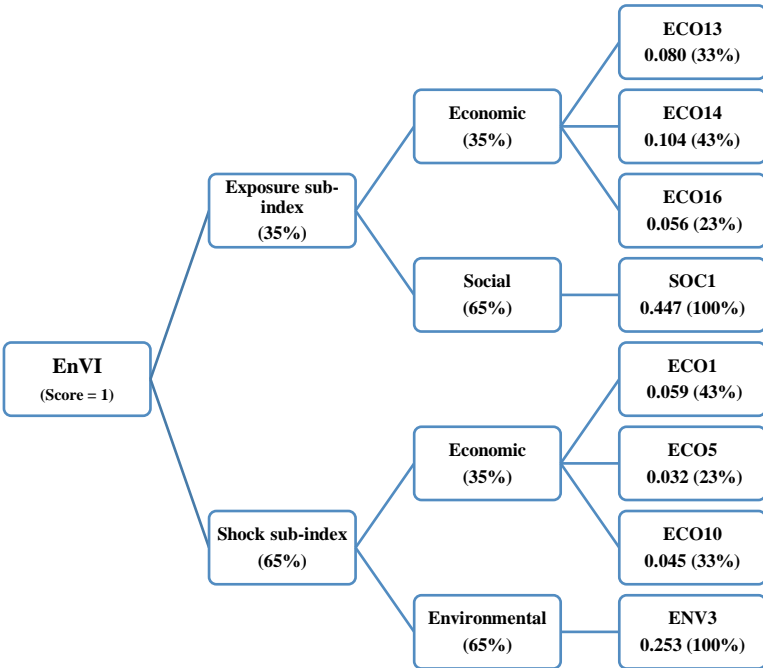 EnVI
(Score = 1)
Exposure sub-
index
(35%)
Economic
(35%)
ECO13
0.080 (33%)
ECO14
0.104 (43%)
ECO16
0.056 (23%)
Social
(65%)
SOC1
0.447 (100%)
Shock sub-index
(65%)
Economic
(35%)
ECO1
0.059 (43%)
ECO5
0.032 (23%)
ECO10
0.045 (33%)
Environmental
(65%)
ENV3
0.253 (100%)